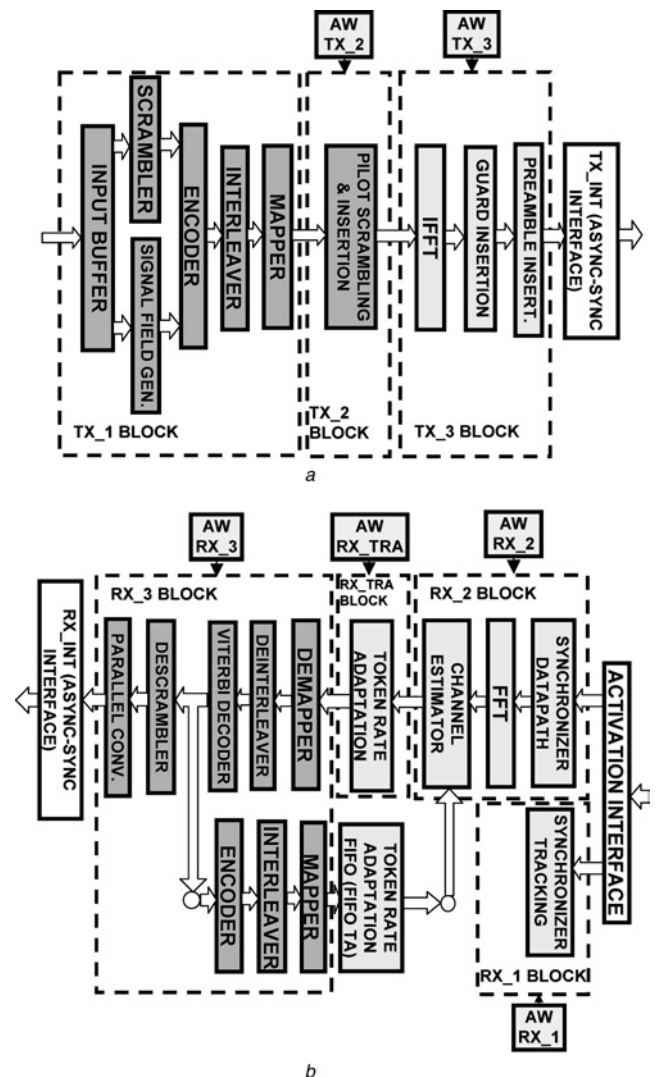 AW
TX_2
AW
TX_3
INPUT BUFFER
SCRAMBLER
SIGNAL FIELD
GEN.
ENCODER
INTERLEAVER
MAPPER
PILOT SCRAMBLING
& INSERTION
IFFT
GUARD INSERTION
PREAMBLE INSERT.
TX_INT (ASYNC-SYNC
INTERFACE)
TX_1 BLOCK
TX_2
BLOCK
TX_3 BLOCK
a
AW
RX_3
AW
RX_TRA
AW
RX_2
RX_3 BLOCK
RX_TRA
BLOCK
RX_2 BLOCK
RX_INT (ASYNC-SYNC
INTERFACE)
PARALLEL CONV.
DESCRAMBLER
VITERBI DECODER
DEINTERLEAVER
DEMAPPER
TOKEN RATE
ADAPTATION
CHANNEL
ESTIMATOR
FFT
SYNCHRONIZER
DATAPATH
ACTIVATION INTERFACE
ENCODER
INTERLEAVER
MAPPER
TOKEN RATE
ADAPTATION
FIFO (FIFO TA)
SYNCHRONIZER
TRACKING
RX_1 BLOCK
AW
RX_1
b